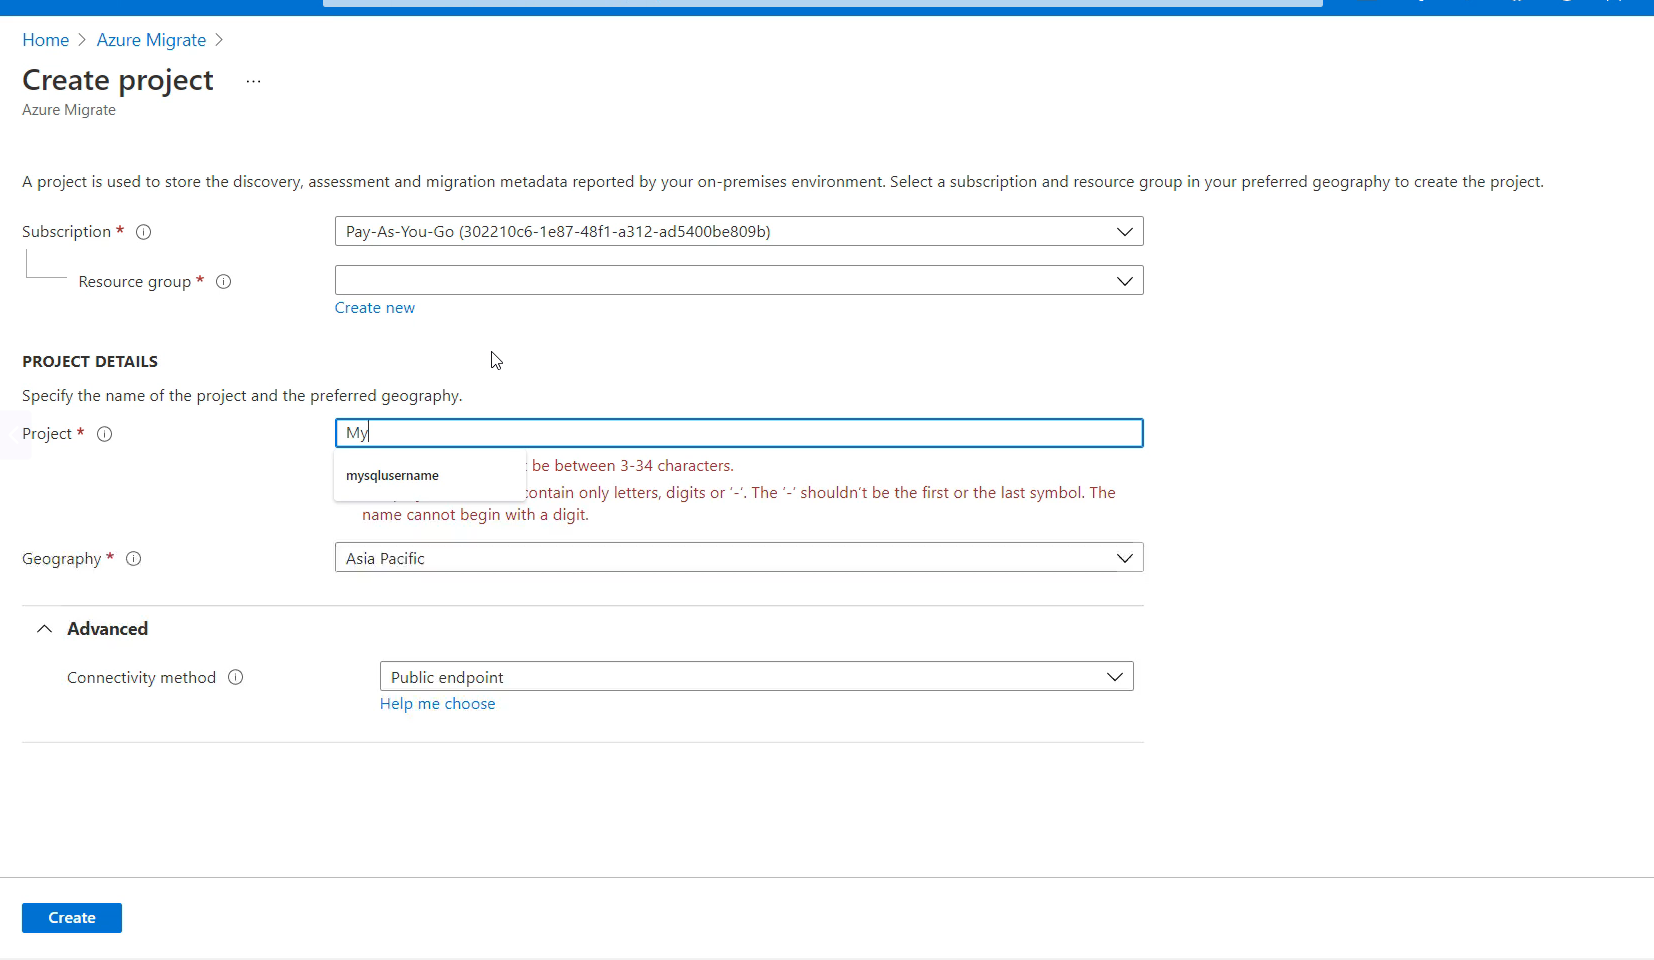 Home > Azure Migrate >
Create project ...
Azure Migrate
A project is used to store the discovery, assessment and migration metadata reported by your on-premises environment. Select a subscription and resource group in your preferred geography to create the project.
Subscription * Pay-As-You-Go (302210c6-1e87-48f1-a312-ad5400be809b)
Resource group *
Create new
PROJECT DETAILS
Specify the name of the project and the preferred geography.
Project * My
be between 3-34 characters.
mysqlusername
contain only letters, digits or '-'. The '-' shouldn't be the first or the last symbol. The
name cannot begin with a digit.
Geography * Asia Pacific
Advanced
Connectivity method Public endpoint
Help me choose
Create